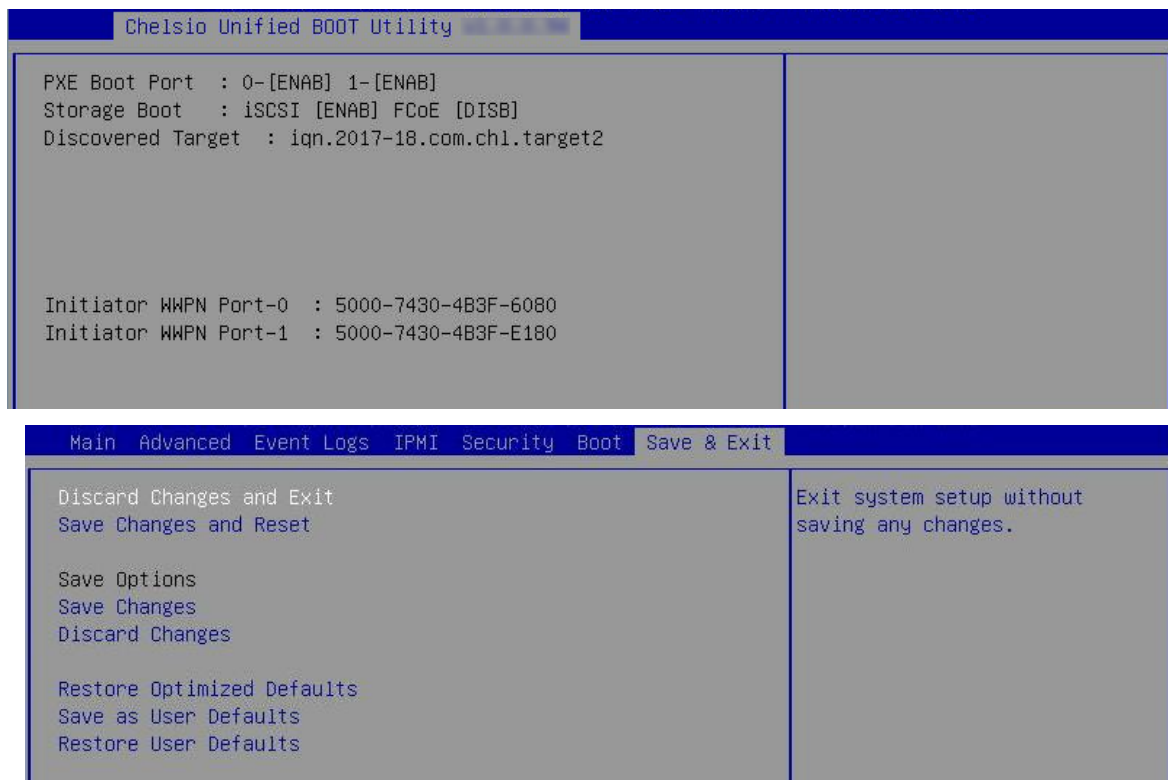 Chelsio Unified BOOT Utility
PXE Boot Port : 0-[ENAB] 1-[ENAB]
Storage Boot : iSCSI [ENAB] FCoE [DISB]
Discovered Target : iqn.2017-18.com.chl.target2
Initiator WWPN Port-0 : 5000-7430-4B3F-6080
Initiator WWPN Port-1 : 5000-7430-4B3F-E180
Main Advanced Event Logs IPMI Security Boot Save & Exit
Discard Changes and Exit
Save Changes and Reset
Save Options
Save Changes
Discard Changes
Restore Optimized Defaults
Save as User Defaults
Restore User Defaults
Exit system setup without
saving any changes.